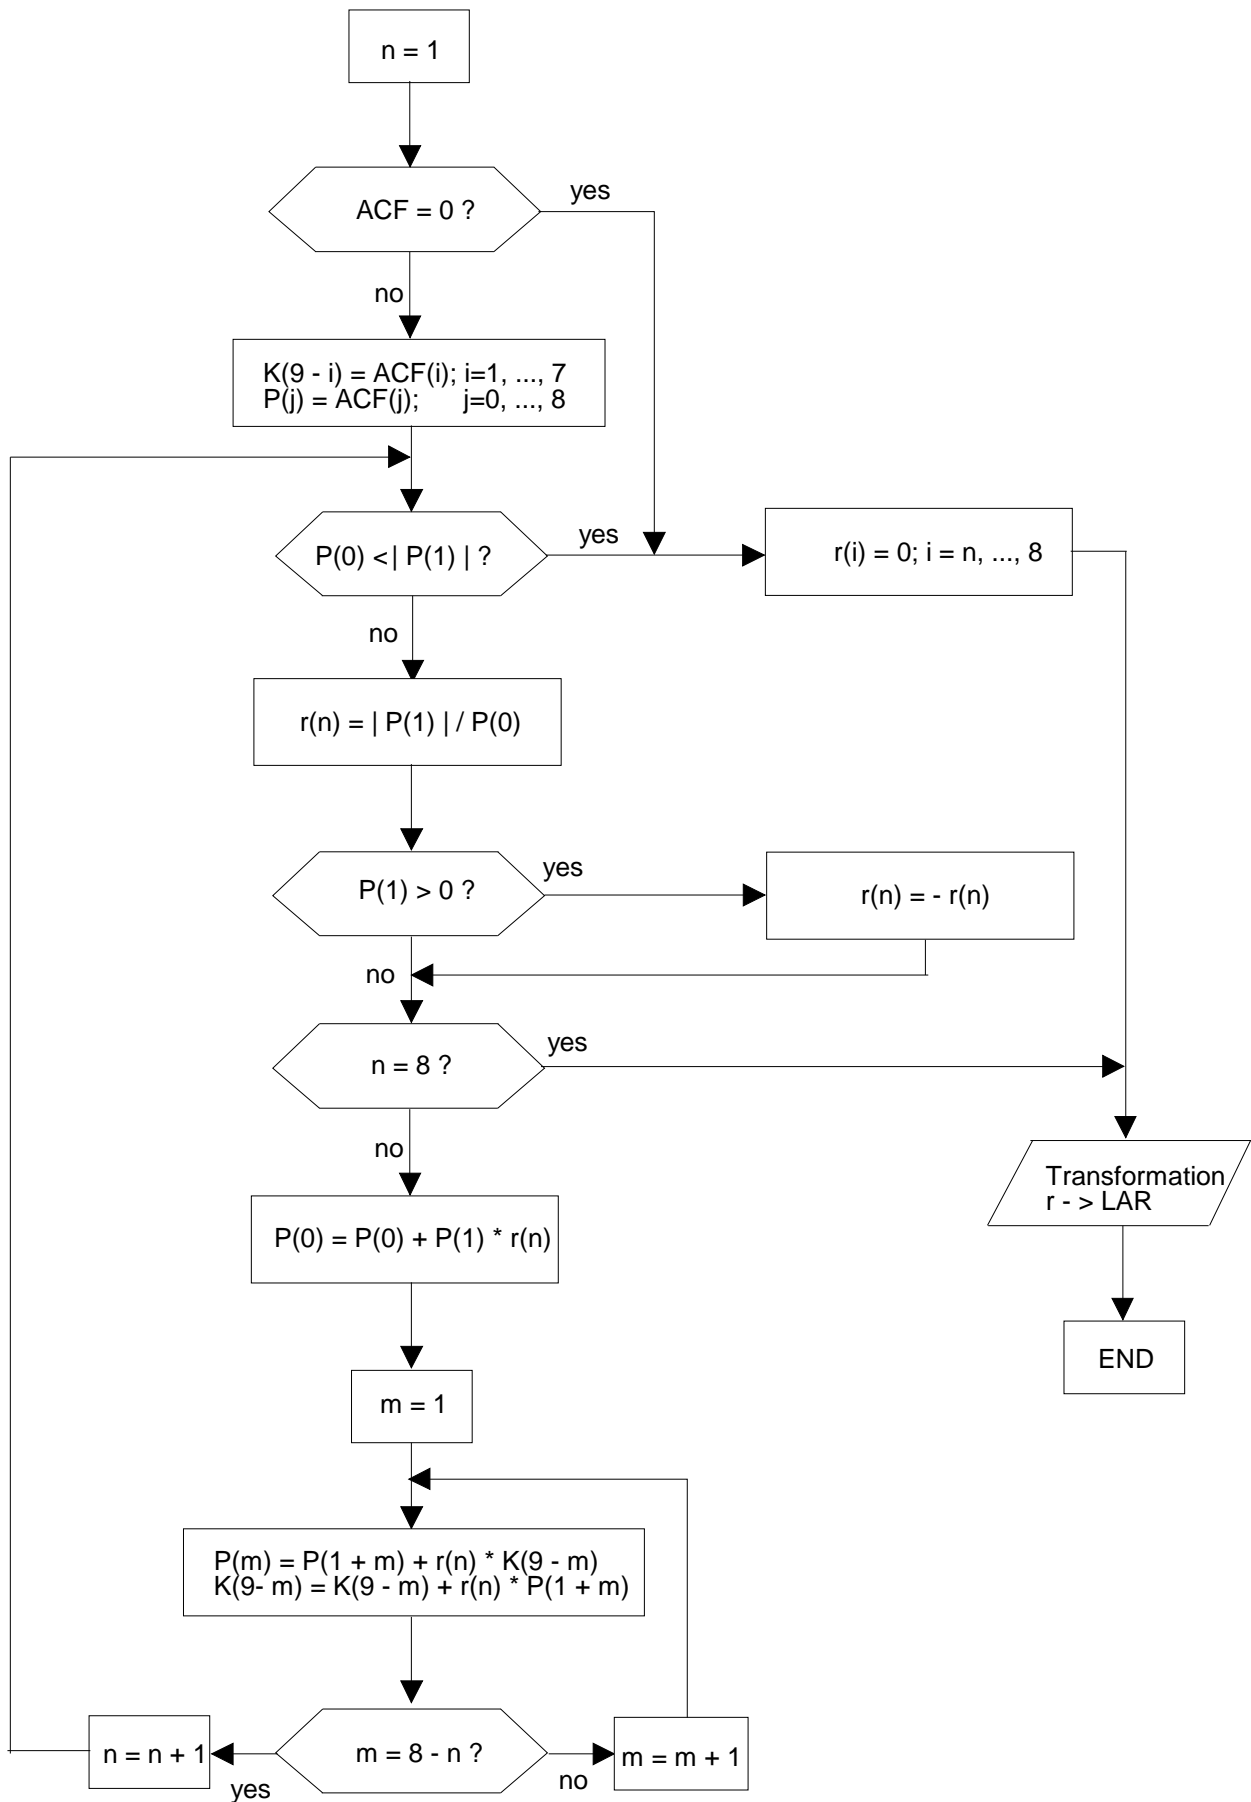 n = 1
ACF = 0 ?
yes
no
K(9 - i) = ACF(i); i=1, ..., 7
P(j) = ACF(j); j=0, ..., 8
P(0) <| P(1) | ?
yes
r(i) = 0; i = n, ..., 8
no
r(n) = | P(1) | / P(0)
P(1) > 0 ?
yes
r(n) = - r(n)
no
n = 8 ?
yes
no
Transformation
r - > LAR
P(0) = P(0) + P(1) * r(n)
END
m = 1
P(m) = P(1 + m) + r(n) * K(9 - m)
K(9- m) = K(9 - m) + r(n) * P(1 + m)
n = n + 1
yes
m = 8 - n ?
no
m = m + 1